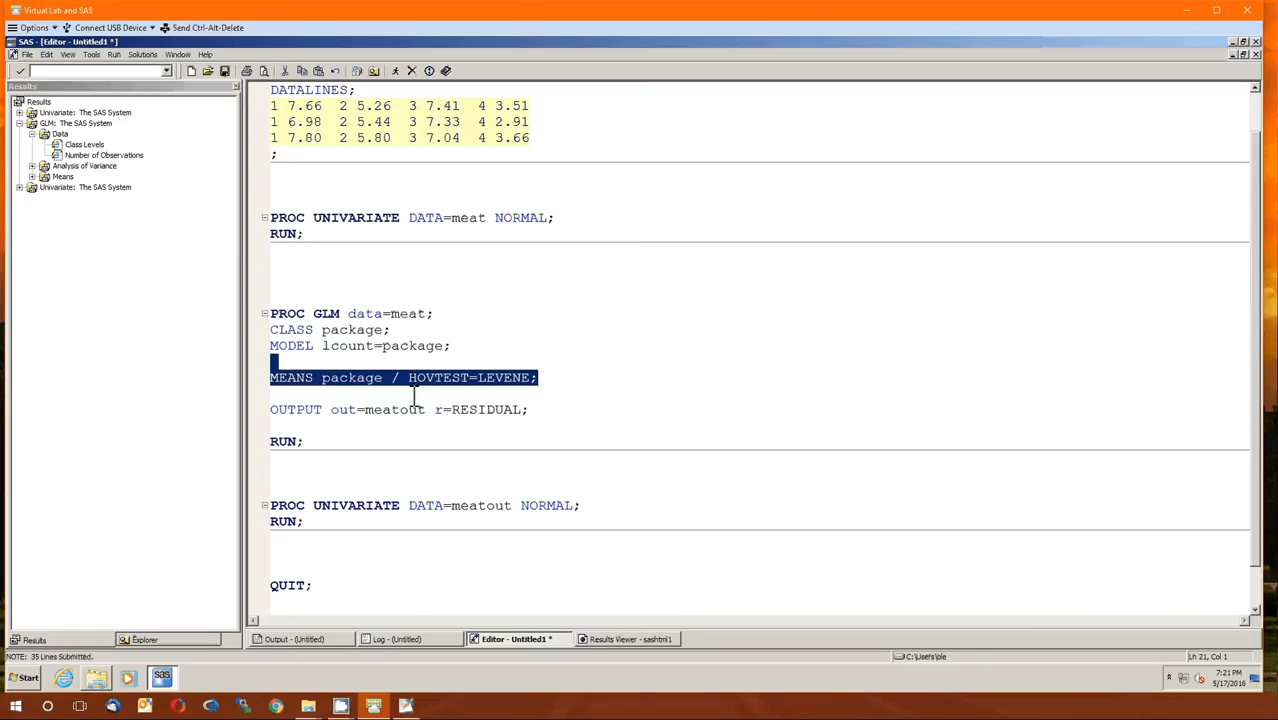 Virtual Lab and SAS
Options Connect USB Device Send Ctrl-Alt-Delete
SAS - [Editor - Untitled1 *]
File Edit View Tools Run Solutions Window Help
Results
Results
Univariate: The SAS System
GLM: The SAS System
Data
Class Levels
Number of Observations
Analysis of Variance
Means
Univariate: The SAS System
DATALINES;
1 7.66 2 5.26 3 7.41 4 3.51
1 6.98 2 5.44 3 7.33 4 2.91
1 7.80 2 5.80 3 7.04 4 3.66
;
PROC UNIVARIATE DATA=meat NORMAL;
RUN;
PROC GLM data=meat;
CLASS package;
MODEL lcount=package;
MEANS package / HOVTEST=LEVENE;
OUTPUT out=meatout r=RESIDUAL;
RUN;
PROC UNIVARIATE DATA=meatout NORMAL;
RUN;
QUIT;
Results Explorer
Output - (Untitled) Log - (Untitled) Editor - Untitled1 * Results Viewer - sashtml1
NOTE: 35 Lines Submitted. C:\Users\ple Ln 21, Col 1
Start sas 7:21 PM
5/17/2016